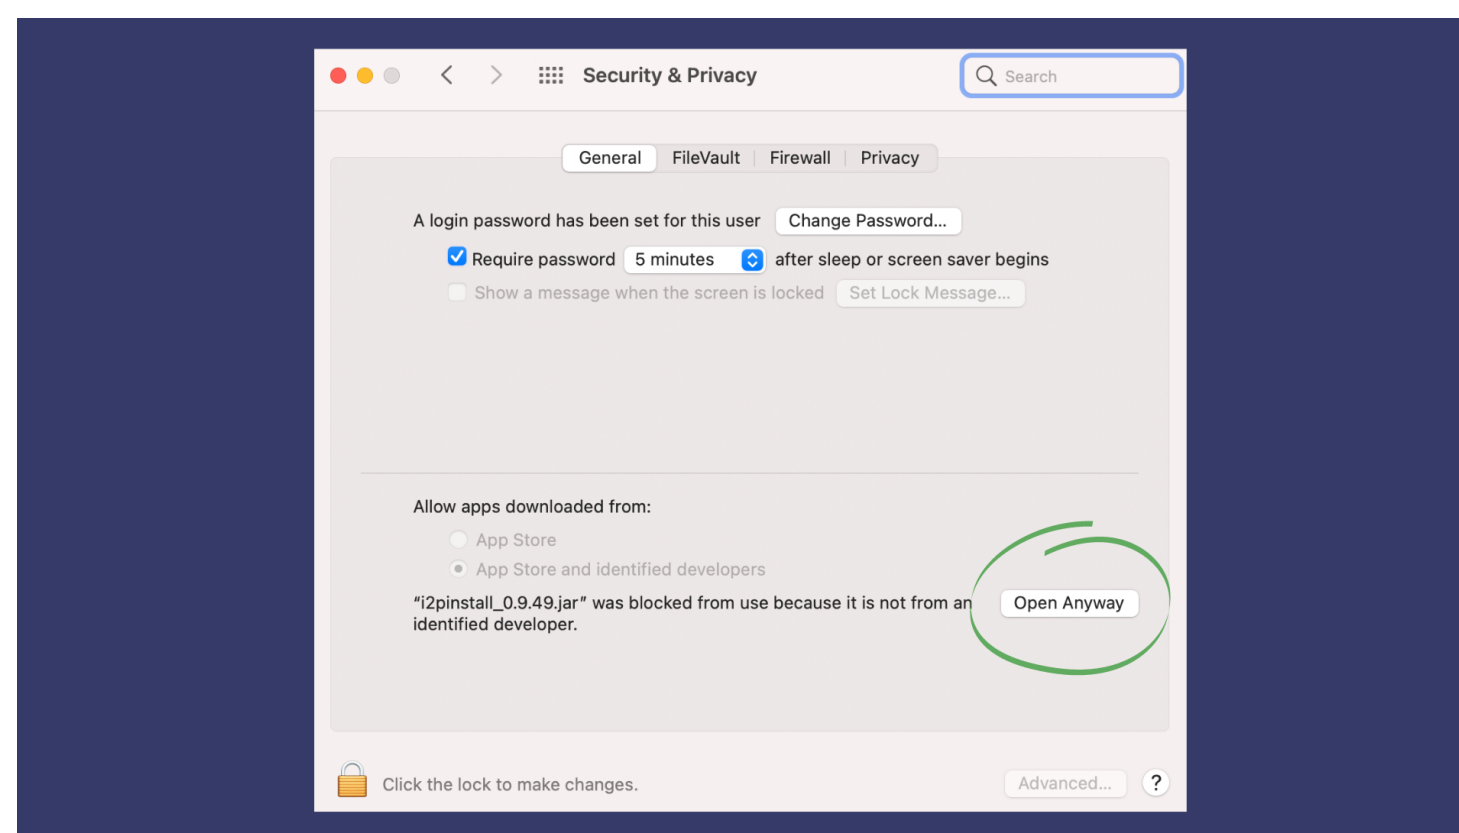 Security & Privacy
Search
General FileVault Firewall Privacy
A login password has been set for this user Change Password...
Require password 5 minutes after sleep or screen saver begins
Show a message when the screen is locked Set Lock Message...
Allow apps downloaded from:
App Store
App Store and identified developers
“i2pinstall_0.9.49.jar” was blocked from use because it is not from an Open Anyway
identified developer.
Click the lock to make changes. Advanced... ?